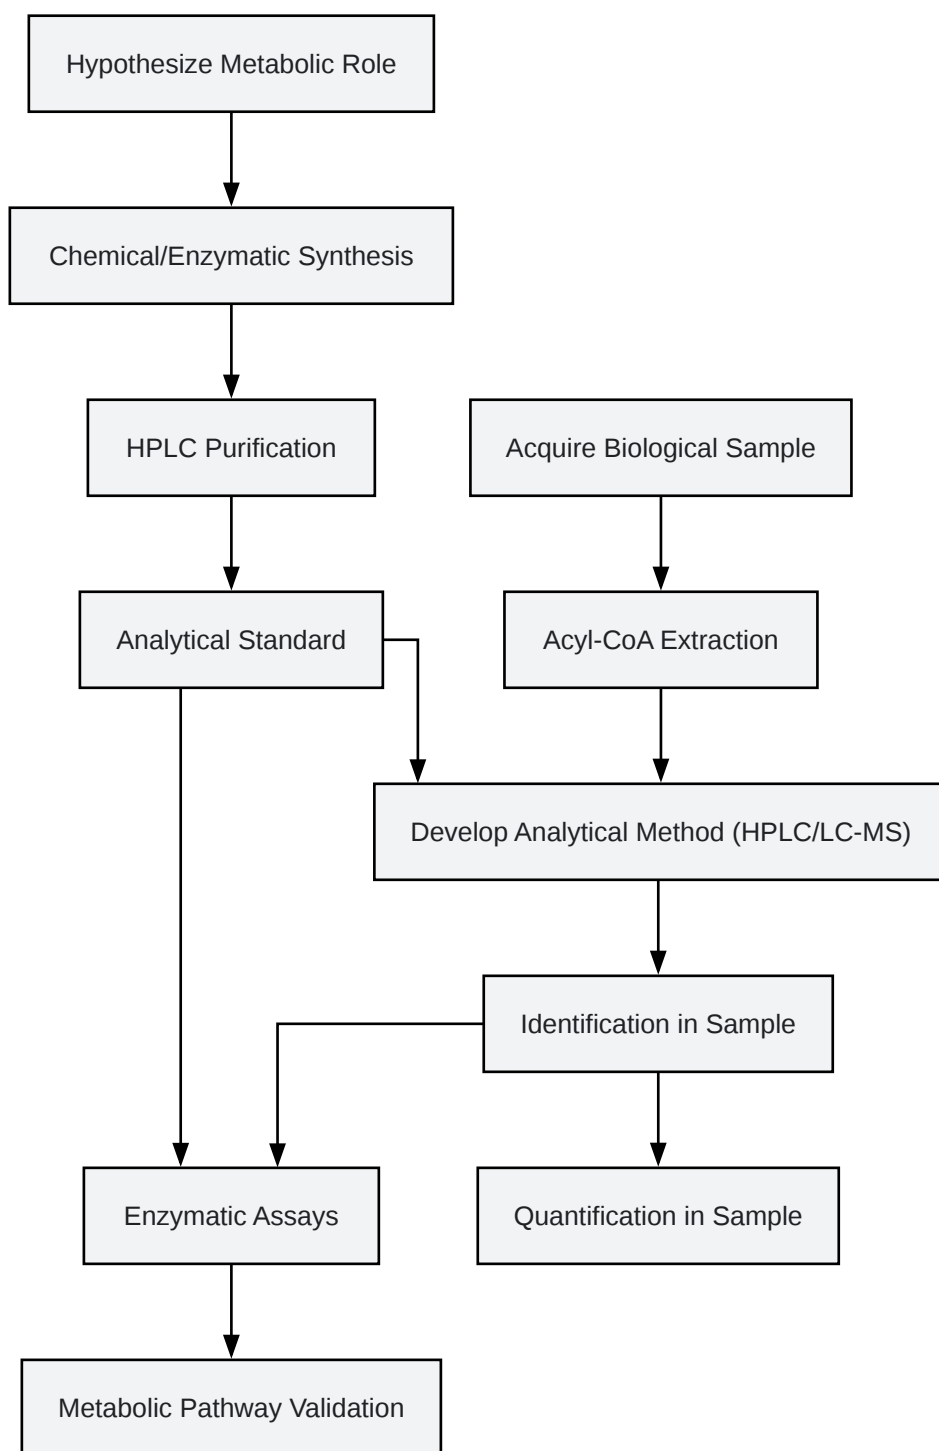 Hypothesize Metabolic Role
Chemical/Enzymatic Synthesis
HPLC Purification
Acquire Biological Sample
Analytical Standard
Acyl-CoA Extraction
Develop Analytical Method (HPLC/LC-MS)
Identification in Sample
Enzymatic Assays
Quantification in Sample
Metabolic Pathway Validation